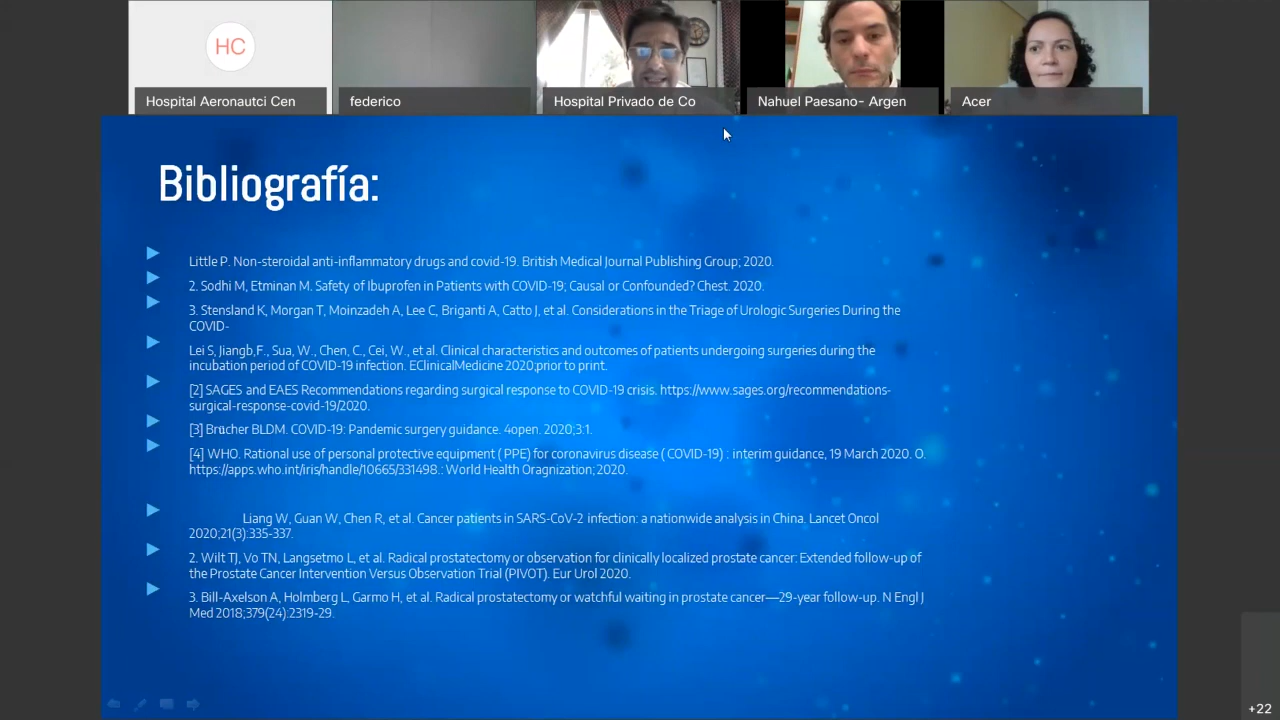 HC
Hospital Aeronautci Cen
federico
Hospital Privado de Co
Nahuel Paesano- Argen
Acer
Bibliografía:
Little P. Non-steroidal anti-inflammatory drugs and covid-19. British Medical Journal Publishing Group; 2020.
2. Sodhi M, Etminan M. Safety of Ibuprofen in Patients with COVID-19; Causal or Confounded? Chest. 2020.
3. Stensland K, Morgan T, Moinzadeh A, Lee C, Briganti A, Catto J, et al. Considerations in the Triage of Urologic Surgeries During the
COVID-
Lei S, Jiangb,F., Sua, W., Chen, C., Cei, W., et al. Clinical characteristics and outcomes of patients undergoing surgeries during the
incubation period of COVID-19 infection. EClinicalMedicine 2020;prior to print.
[2] SAGES and EAES Recommendations regarding surgical response to COVID-19 crisis. https://www.sages.org/recommendations-
surgical-response-covid-19/2020.
[3] Brücher BLDM. COVID-19: Pandemic surgery guidance. 4open. 2020;3:1.
[4] WHO. Rational use of personal protective equipment ( PPE) for coronavirus disease ( COVID-19) : interim guidance, 19 March 2020. O.
https://apps.who.int/iris/handle/10665/331498.: World Health Oragnization; 2020.
Liang W, Guan W, Chen R, et al. Cancer patients in SARS-CoV-2 infection: a nationwide analysis in China. Lancet Oncol
2020;21(3):335-337.
2. Wilt TJ, Vo TN, Langsetmo L, et al. Radical prostatectomy or observation for clinically localized prostate cancer: Extended follow-up of
the Prostate Cancer Intervention Versus Observation Trial (PIVOT). Eur Urol 2020.
3. Bill-Axelson A, Holmberg L, Garmo H, et al. Radical prostatectomy or watchful waiting in prostate cancer—29-year follow-up. N Engl J
Med 2018;379(24):2319-29.
+22